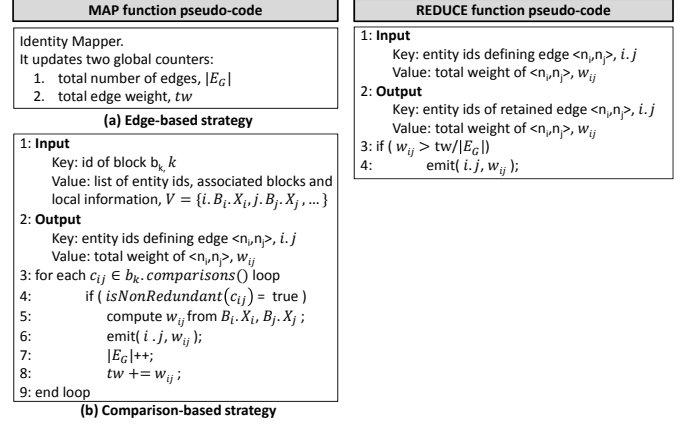 MAP function pseudo-code
Identity Mapper.
It updates two global counters:
1. total number of edges, |E_G|
2. total edge weight, tw
(a) Edge-based strategy
1: Input
Key: id of block b_k, k
Value: list of entity ids, associated blocks and
local information, V = {i.B_i.X_i, j.B_j.X_j, …}
2: Output
Key: entity ids defining edge <n_i,n_j>, i.j
Value: total weight of <n_i,n_j>, w_ij
3: for each c_ij ∈ b_k.comparisons() loop
4: if ( isNonRedundant(c_ij) = true )
5: compute w_ij from B_i.X_i, B_j.X_j ;
6: emit( i .j, w_ij );
7: |E_G|++;
8: tw += w_ij ;
9: end loop
(b) Comparison-based strategy
REDUCE function pseudo-code
1: Input
Key: entity ids defining edge <n_i,n_j>, i.j
Value: total weight of <n_i,n_j>, w_ij
2: Output
Key: entity ids of retained edge <n_i,n_j>, i.j
Value: total weight of <n_i,n_j>, w_ij
3: if ( w_ij > tw/|E_G|)
4: emit( i.j, w_ij );